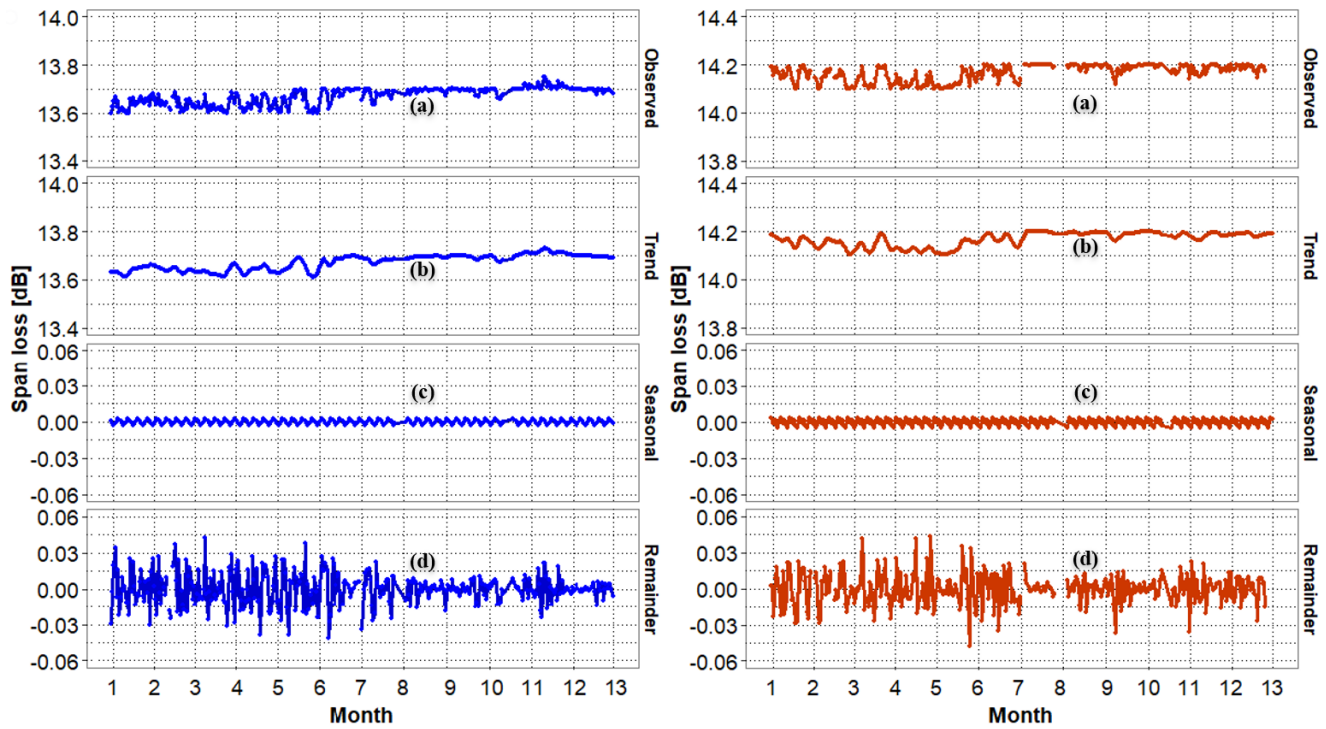 14.0
13.8
13.6
13.4
(a)
Observed
14.0
13.8
13.6
13.4
(b)
Trend
0.06
0.03
0.00
-0.03
-0.06
(c)
Seasonal
0.06
0.03
0.00
-0.03
-0.06
(d)
Remainder
Span loss [dB]
1 2 3 4 5 6 7 8 9 10 11 12 13
Month
14.4
14.2
14.0
13.8
(a)
Observed
14.4
14.2
14.0
13.8
(b)
Trend
0.06
0.03
0.00
-0.03
-0.06
(c)
Seasonal
0.06
0.03
0.00
-0.03
-0.06
(d)
Remainder
Span loss [dB]
1 2 3 4 5 6 7 8 9 10 11 12 13
Month